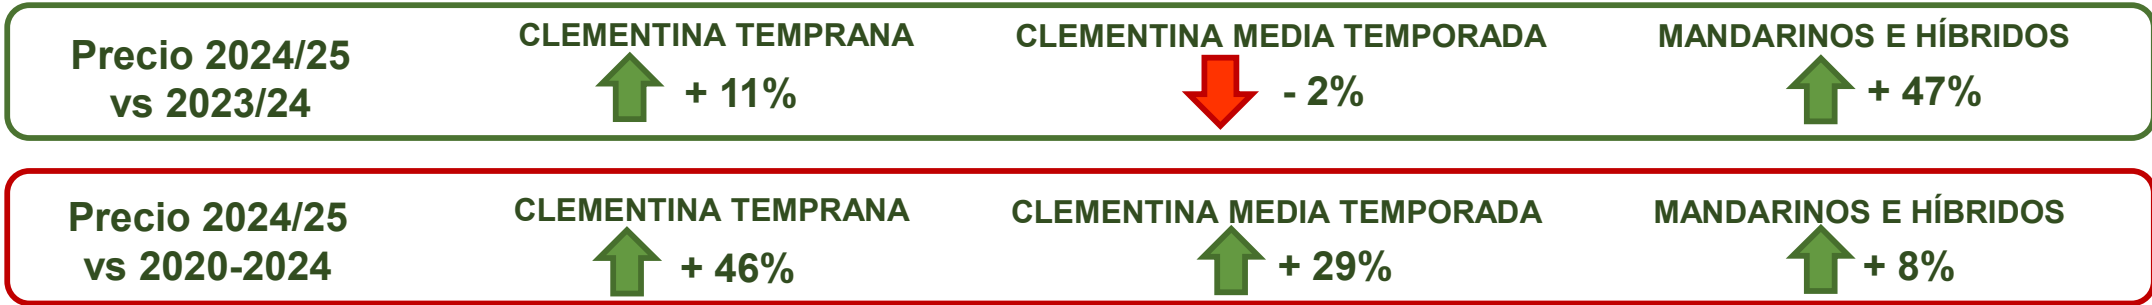 Precio 2024/25
vs 2023/24
CLEMENTINA TEMPRANA
+ 11%
CLEMENTINA MEDIA TEMPORADA
- 2%
MANDARINOS E HÍBRIDOS
+ 47%
Precio 2024/25
vs 2020-2024
CLEMENTINA TEMPRANA
+ 46%
CLEMENTINA MEDIA TEMPORADA
+ 29%
MANDARINOS E HÍBRIDOS
+ 8%